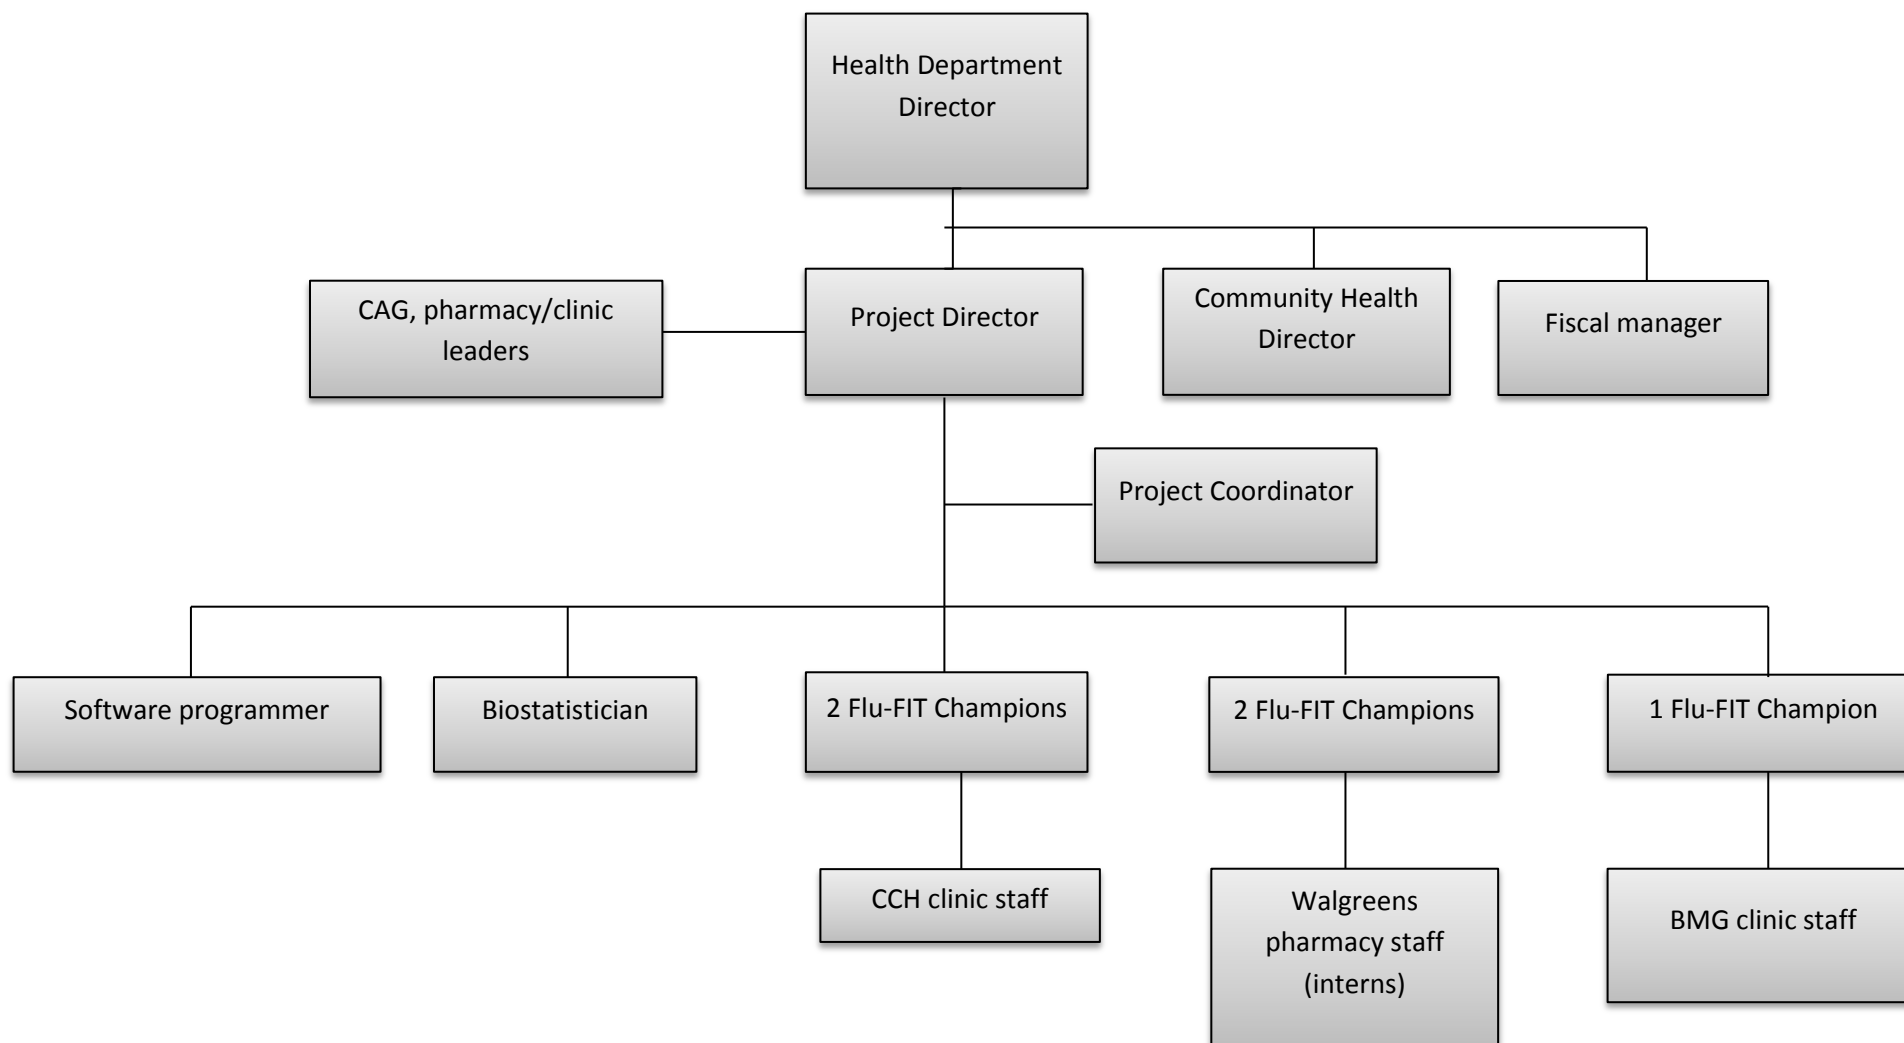 Health Department
Director
CAG, pharmacy/clinic
leaders
Project Director
Community Health
Director
Fiscal manager
Project Coordinator
Software programmer
Biostatistician
2 Flu-FIT Champions
2 Flu-FIT Champions
1 Flu-FIT Champion
CCH clinic staff
Walgreens
pharmacy staff
(interns)
BMG clinic staff